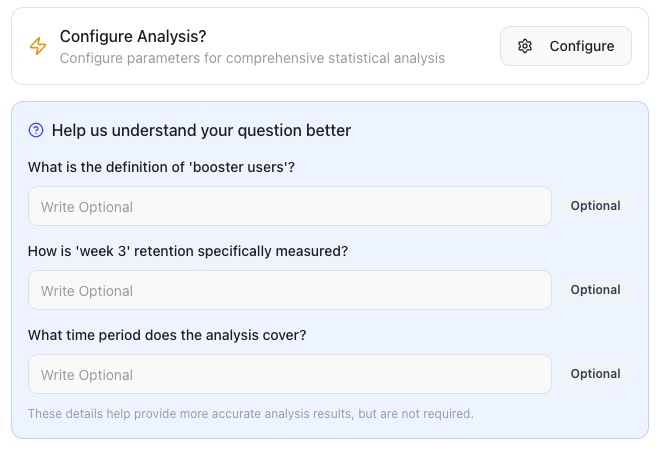 Configure Analysis?
Configure parameters for comprehensive statistical analysis
Configure
Help us understand your question better
What is the definition of 'booster users'?
Write Optional
Optional
How is 'week 3' retention specifically measured?
Write Optional
Optional
What time period does the analysis cover?
Write Optional
Optional
These details help provide more accurate analysis results, but are not required.